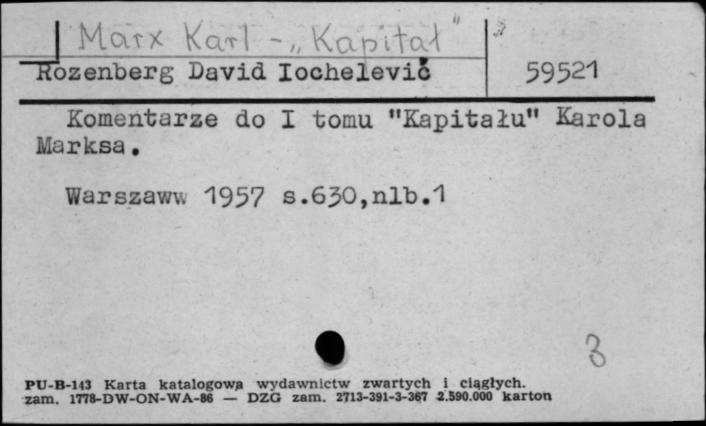 Marx Karl - „Kapitał"
Rozenberg David Iochelevič
59521
Komentarze do I tomu "Kapitału" Karola
Marksa.
Warszaww 1957 s.630,nlb.1
3
PU-B-143 Karta katalogowa wydawnictw zwartych i ciągłych.
zam. 1778-DW-ON-WA-86 — DZG zam. 2713-391-3-367 2.590.000 karton